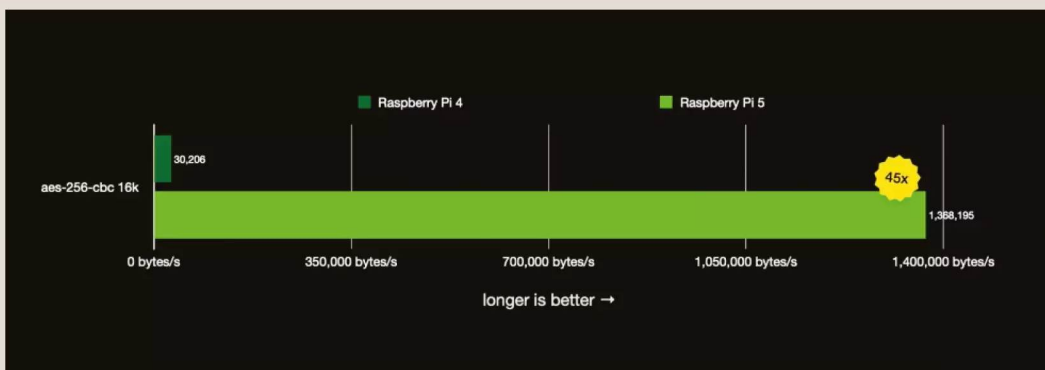 Raspberry Pi 4 Raspberry Pi 5
30,206
aes-256-cbc 16k
45x
1,368,195
0 bytes/s 350,000 bytes/s 700,000 bytes/s 1,050,000 bytes/s 1,400,000 bytes/s
longer is better →